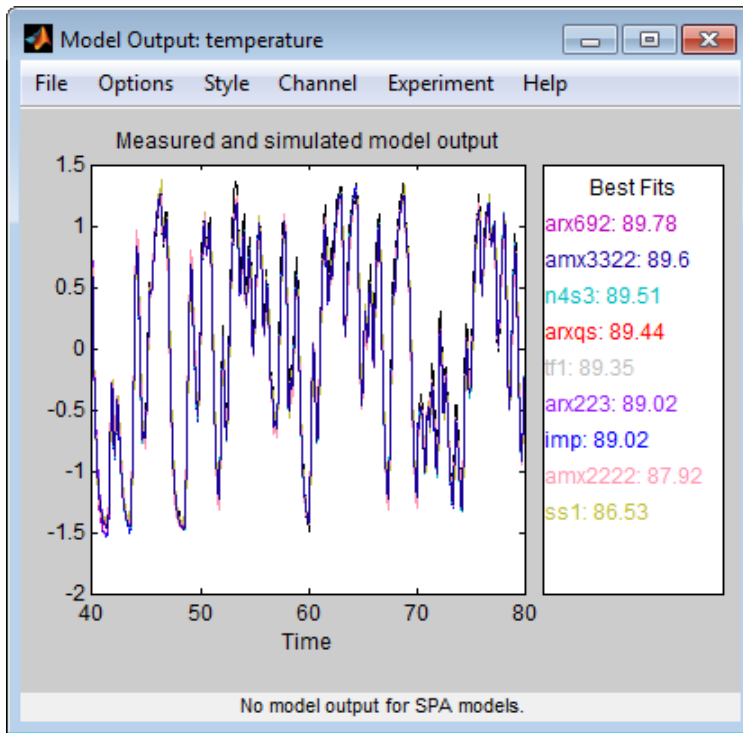 Model Output: temperature
File Options Style Channel Experiment Help
Measured and simulated model output
1.5
1
0.5
0
-0.5
-1
-1.5
-2
40 50 60 70 80
Time
Best Fits
arx692: 89.78
amx3322: 89.6
n4s3: 89.51
arxqs: 89.44
tf1: 89.35
arx223: 89.02
imp: 89.02
amx2222: 87.92
ss1: 86.53
No model output for SPA models.